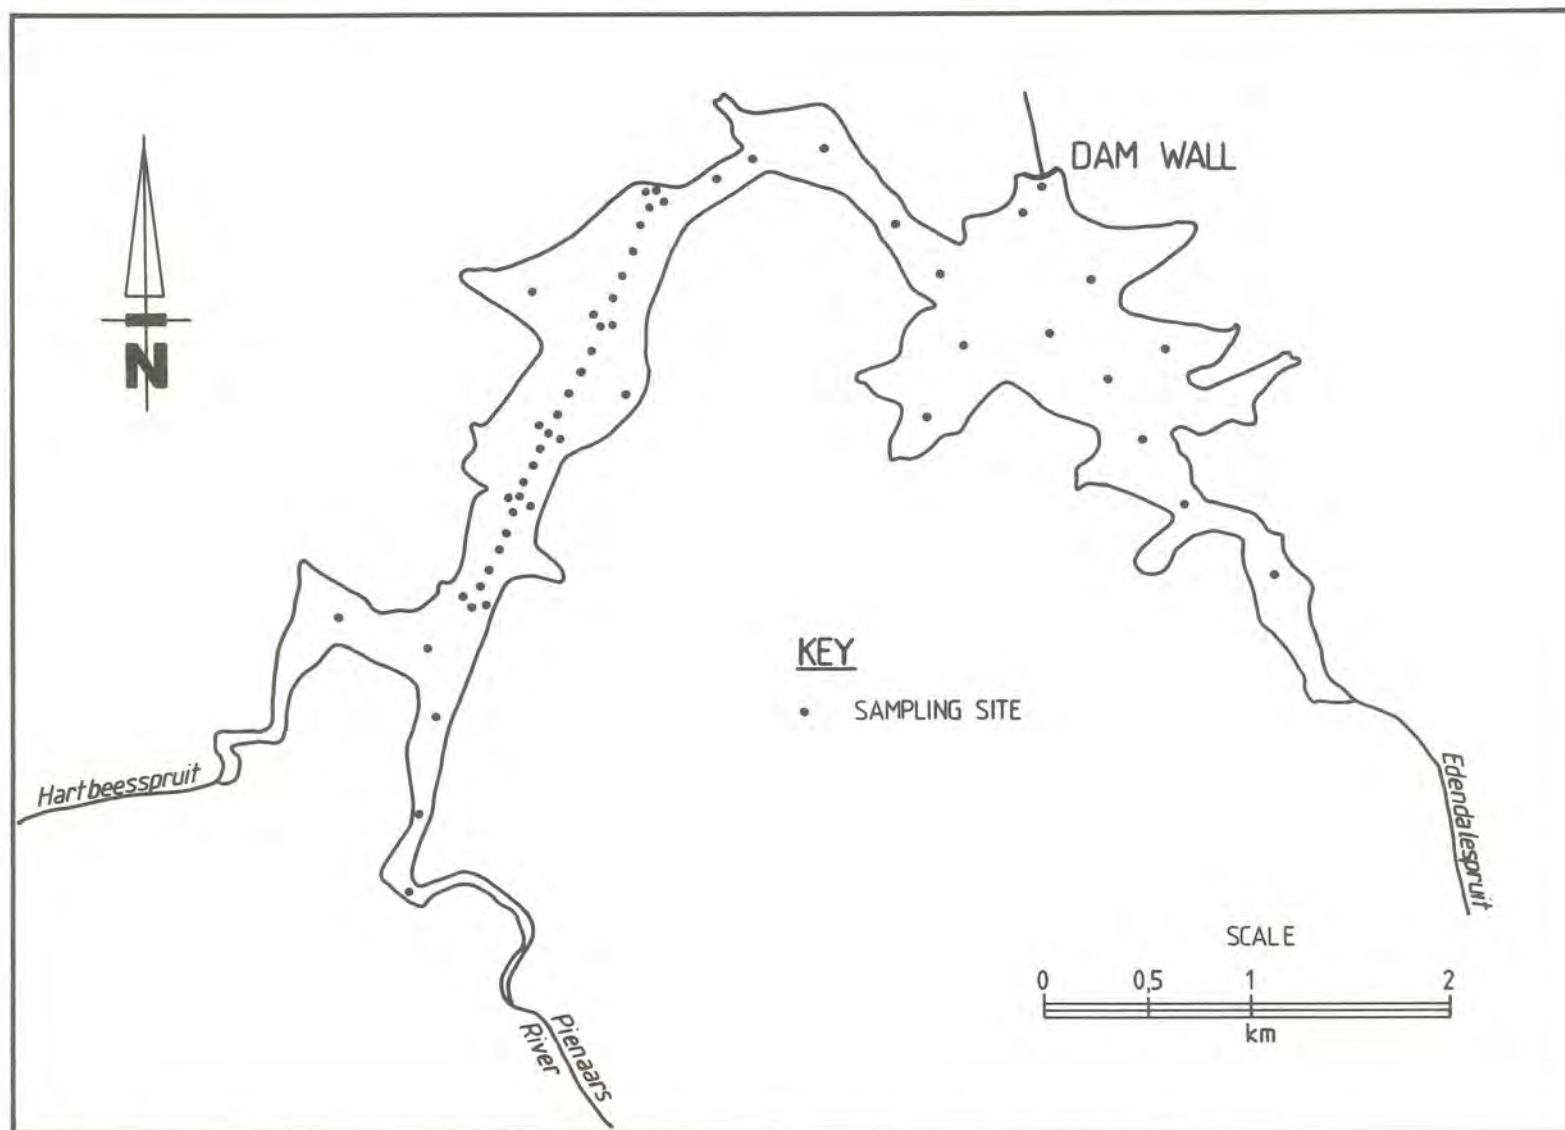 DAM WALL
N
KEY
SAMPLING SITE
Hartbeesspruit
Edendalespruit
Pienaars
River
SCALE
0 0,5 1 2
km